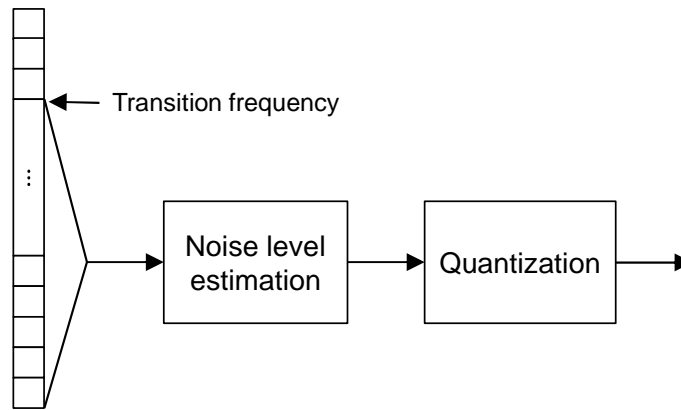 Transition frequency
...
Noise level
estimation
Quantization